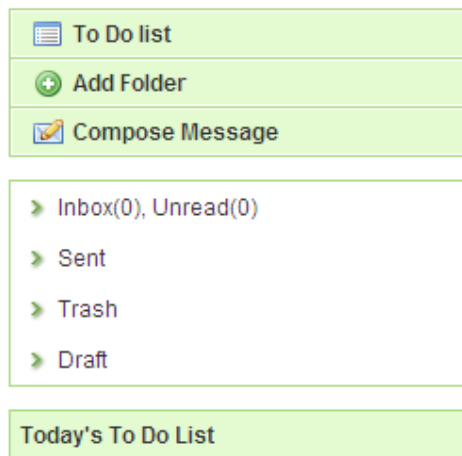 To Do list
Add Folder
Compose Message
Inbox(0), Unread(0)
Sent
Trash
Draft
Today's To Do List